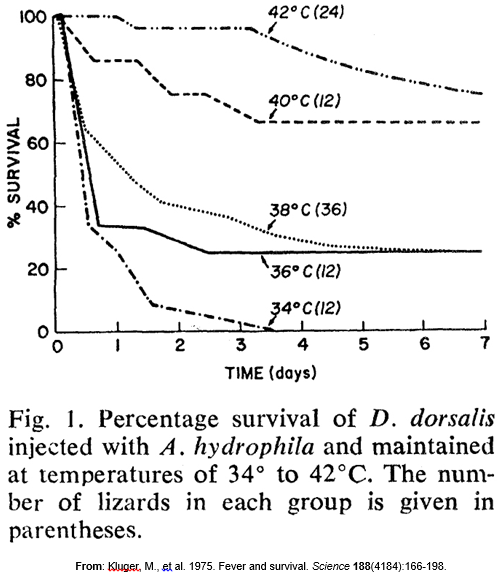 100
80
60
40
20
0
% SURVIVAL
42°C(24)
40°C(12)
38°C(36)
36°C(12)
34°C(12)
0 1 2 3 4 5 6 7
TIME (days)
Fig. 1. Percentage survival of D. dorsalis
injected with A. hydrophila and maintained
at temperatures of 34° to 42°C. The num-
ber of lizards in each group is given in
parentheses.
From: Kluger, M., et al. 1975. Fever and survival. Science 188(4184):166-198.